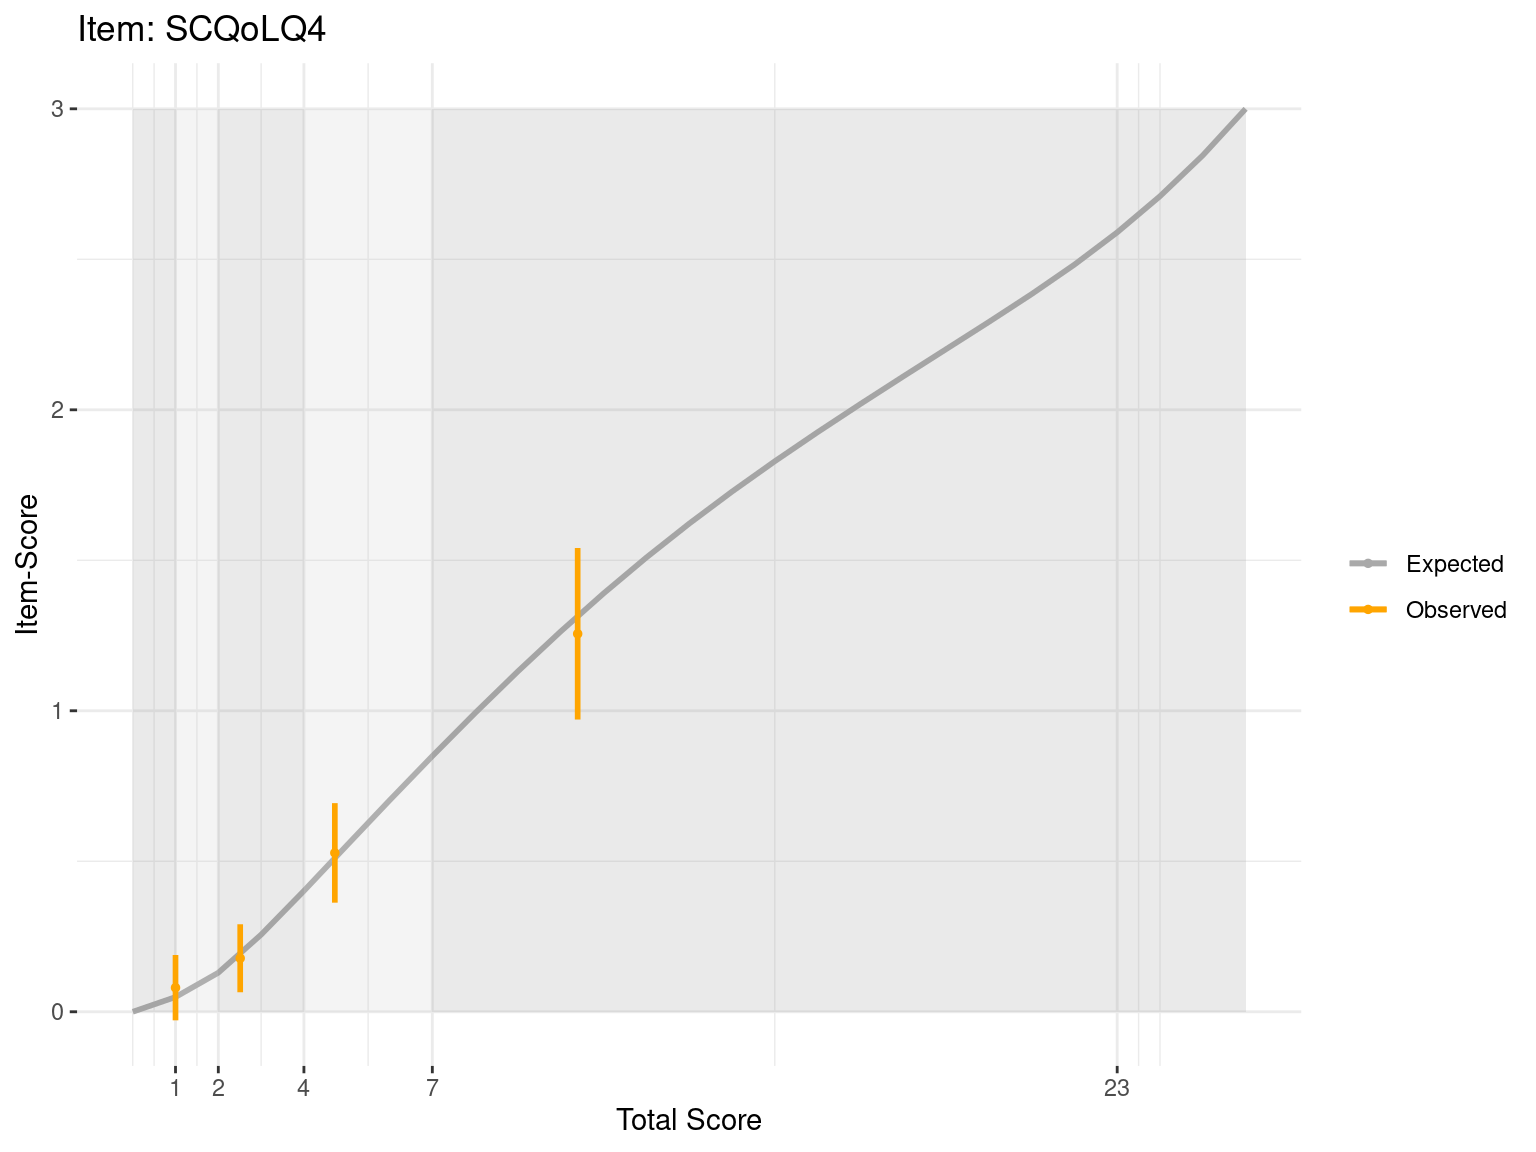 Item: SCQoLQ4
3
2
1
0
Item-Score
1 2 4 7 23
Total Score
Expected
Observed